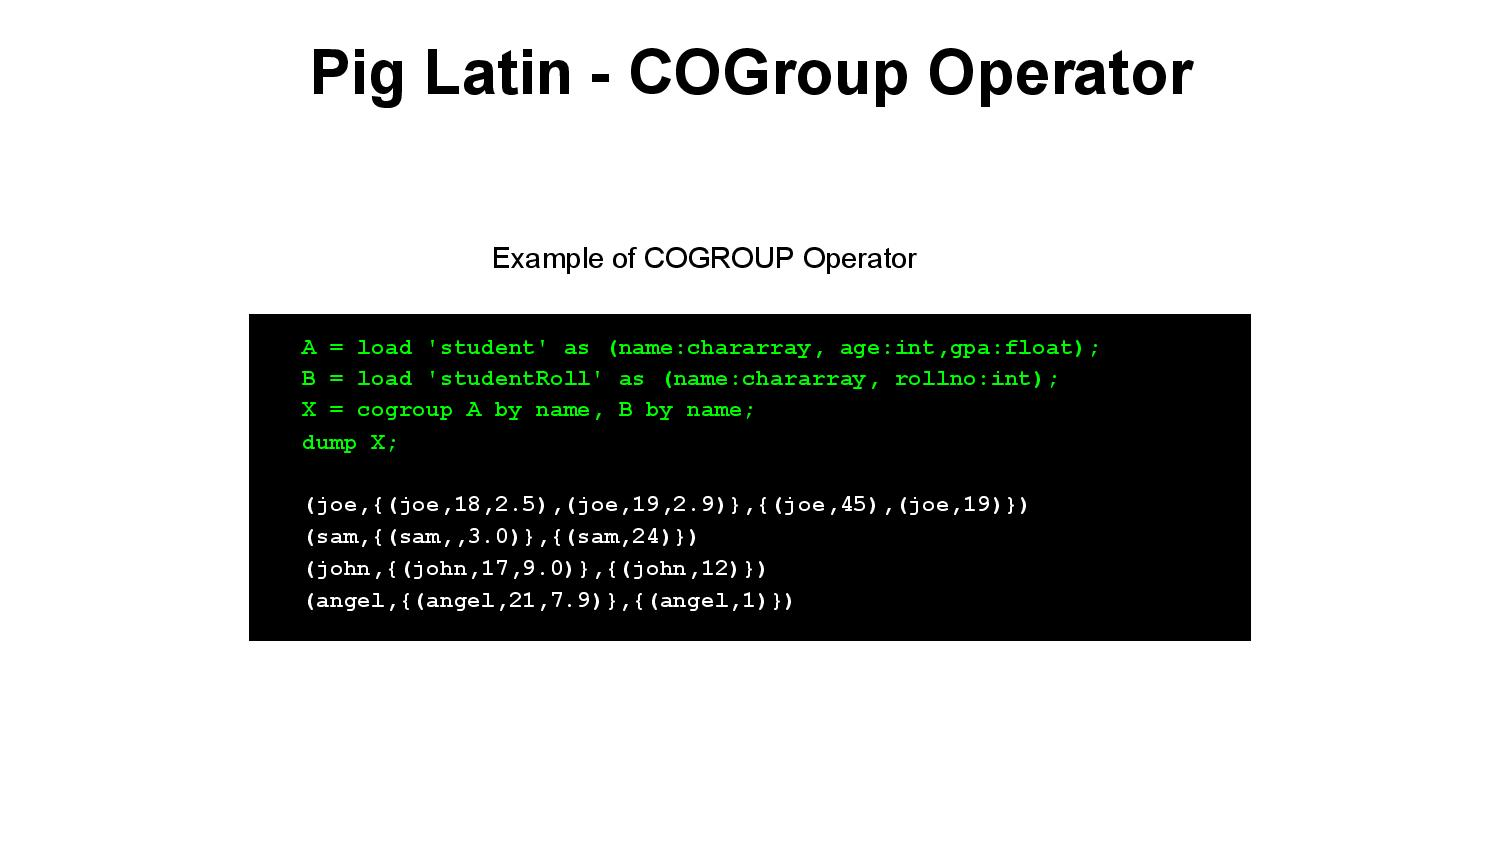 Pig Latin - COGroup Operator
Example of COGROUP Operator
A = load 'student' as (name:chararray, age:int,gpa:float);
B = load 'studentRoll' as (name:chararray, rollno:int);
X = cogroup A by name, B by name;
dump X;
(joe,{(joe,18,2.5),(joe,19,2.9)},{(joe,45),(joe,19)})
(sam,{(sam,,3.0)},{(sam,24)})
(john,{(john,17,9.0)},{(john,12)})
(angel,{(angel,21,7.9)},{(angel,1)})